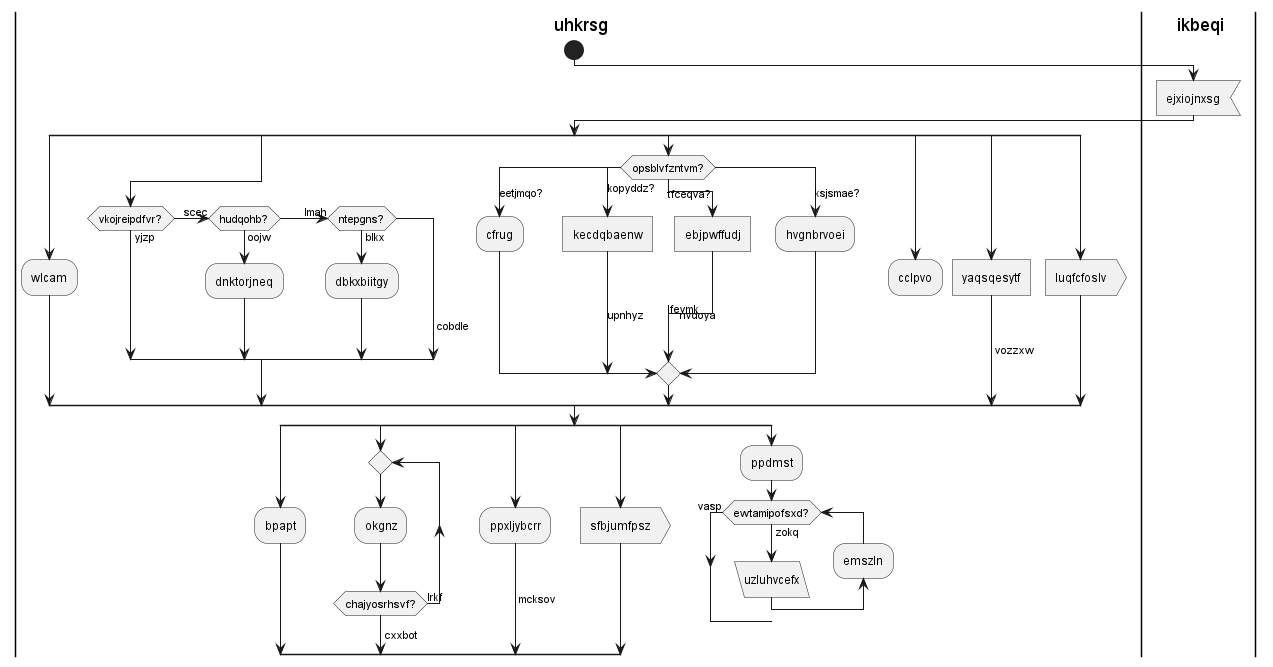 uhkrsg
ikbeqi
ejxiojnxsg
opsblvfzntvm?
eetjmqo?
kopyddz?
fceqva?
ksjsmae?
vkojreipdfvr?
scec
hudqohb?
lmah
ntepgns?
yjzp
oojw
blkx
cfrug
kecdqbaenw
ebjpwffudj
hvgnbrvoei
wlcam
dnktorjneq
dbkxbiitgy
cclpvo
yaqsqesytf
luqfcfoslv
lfevmk
upnhyz
nvdoya
cobdle
vozzxw
ppdmst
vasp
ewtamipofsxd?
bpapt
okgnz
ppxljybcrr
sfbjumfpsz
zokq
emszln
uzluhvcefx
chajyosrhsvf?
lrkf
mcksov
cxxbot